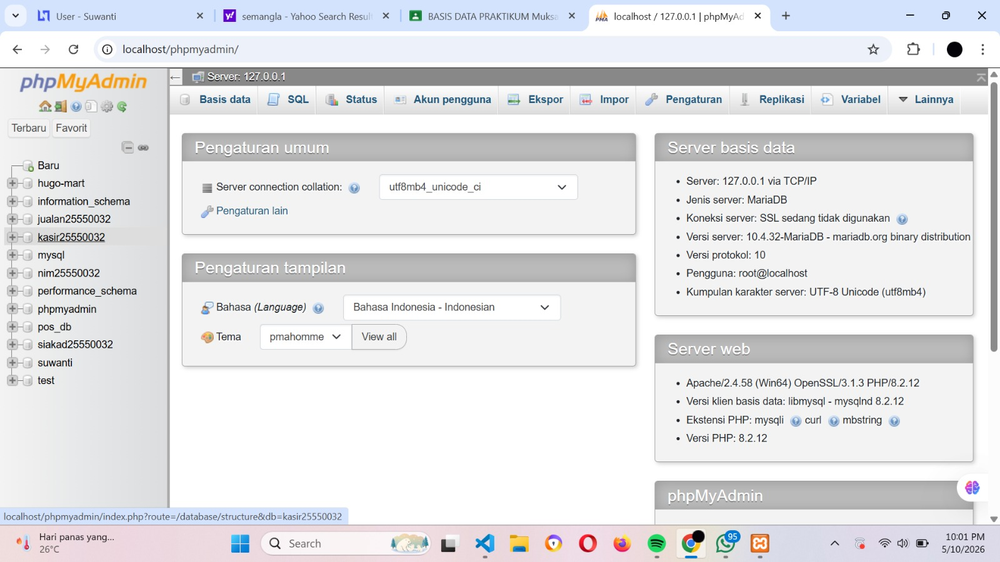 User - Suwanti
semangla - Yahoo Search Result
BASIS DATA PRAKTIKUM Muksa
localhost / 127.0.0.1 | phpMyAd
localhost/phpmyadmin/
phpMyAdmin
Terbaru
Favorit
Baru
hugo-mart
information_schema
jualan25550032
kasir25550032
mysql
nim25550032
performance_schema
phpmyadmin
pos_db
siakad25550032
suwanti
test
Server: 127.0.0.1
Basis data
SQL
Status
Akun pengguna
Ekspor
Impor
Pengaturan
Replikasi
Variabel
Lainnya
Pengaturan umum
Server connection collation:
utf8mb4_unicode_ci
Pengaturan lain
Pengaturan tampilan
Bahasa (Language)
Bahasa Indonesia - Indonesian
Tema
pmahomme
View all
Server basis data
Server: 127.0.0.1 via TCP/IP
Jenis server: MariaDB
Koneksi server: SSL sedang tidak digunakan
Versi server: 10.4.32-MariaDB - mariadb.org binary distribution
Versi protokol: 10
Pengguna: root@localhost
Kumpulan karakter server: UTF-8 Unicode (utf8mb4)
Server web
Apache/2.4.58 (Win64) OpenSSL/3.1.3 PHP/8.2.12
Versi klien basis data: libmysql - mysqlnd 8.2.12
Ekstensi PHP: mysqli curl mbstring
Versi PHP: 8.2.12
phpMyAdmin
localhost/phpmyadmin/index.php?route=/database/structure&db=kasir25550032
Hari panas yang...
26°C
Search
95
10:01 PM
5/10/2026